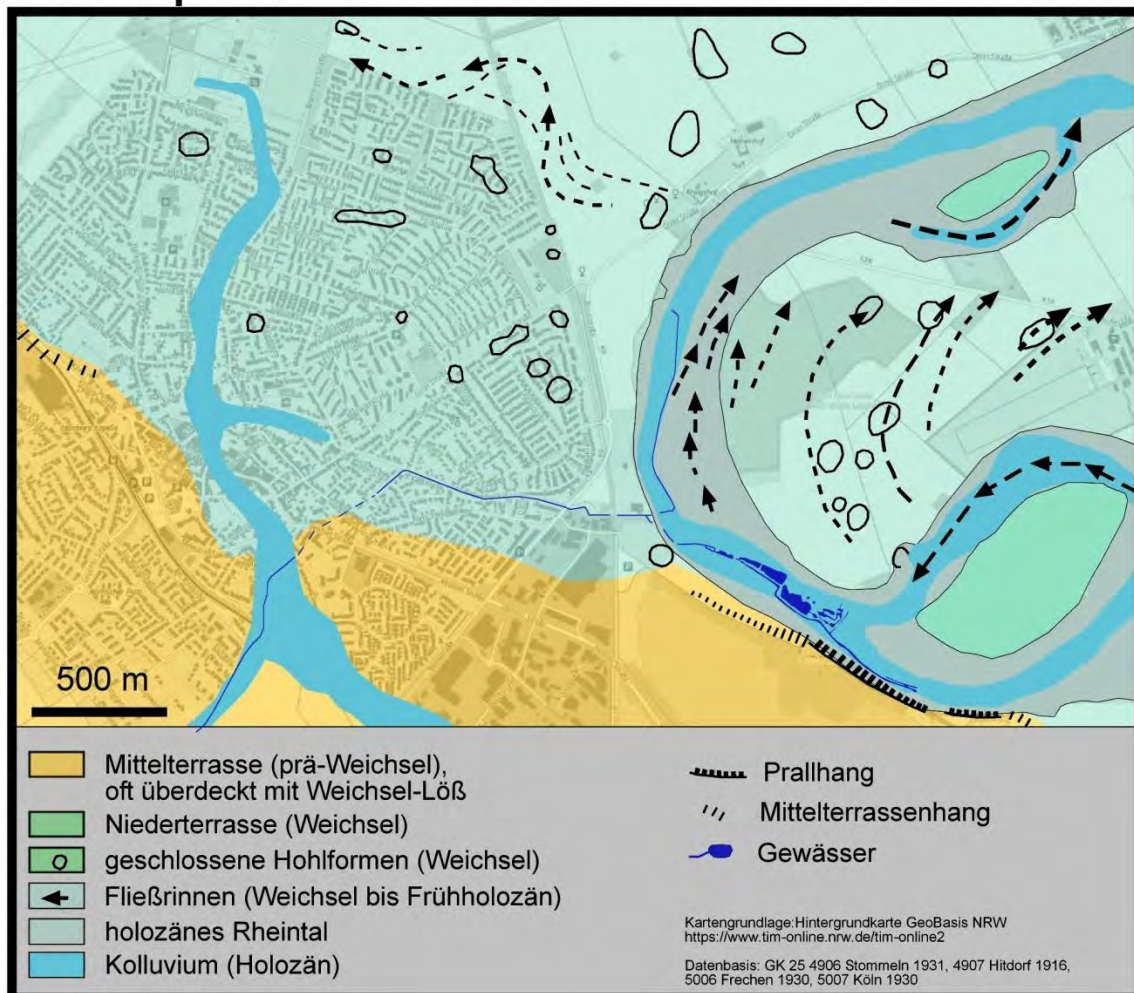 500 m
Mittelterrasse (prä-Weichsel),
oft überdeckt mit Weichsel-Löß
Niederterrasse (Weichsel)
geschlossene Hohlformen (Weichsel)
Fließrinnen (Weichsel bis Frühholozän)
holozänes Rheintal
Kolluvium (Holozän)
Prallhang
Mittelterrassenhang
Gewässer
Kartengrundlage:Hintergrundkarte GeoBasis NRW
https://www.tim-online.nrw.de/tim-online2
Datenbasis: GK 25 4906 Stommeln 1931, 4907 Hitdorf 1916,
5006 Frechen 1930, 5007 Köln 1930